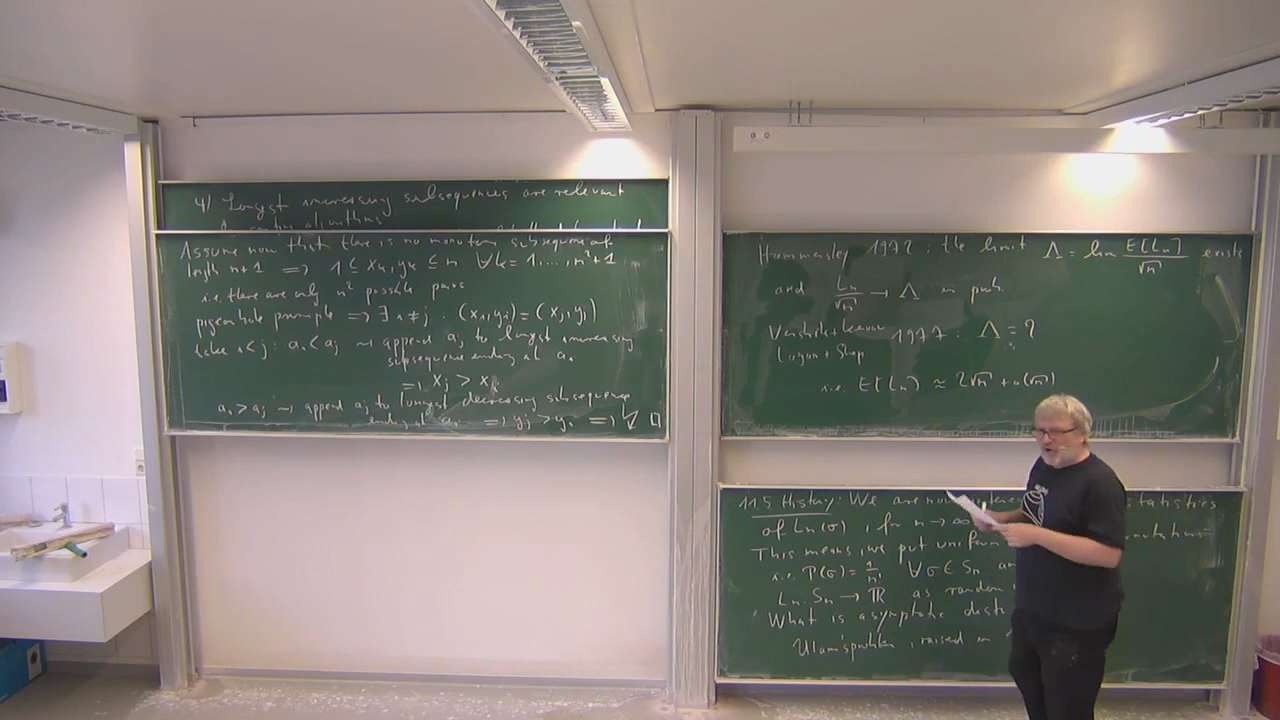 4) Longest increasing subsequences are relevant
algorithms
Assume now that there is no monotone subsequence of
length n+1 ⟹ 1 ≤ x_k, y_k ≤ n ∀k = 1, ..., n²+1
i.e. there are only n² possible pairs
pigeon hole principle ⟹ ∃ i ≠ j : (x_i, y_i) = (x_j, y_j)
take i < j : a_i < a_j ⇝ append a_j to longest increasing
subsequence ending at a_i
⟹ x_j > x_i
a_i > a_j ⇝ append a_j to longest decreasing subsequence
ending at a_i ⟹ y_j > y_i ⟹ ↯ □
Hammersley 1972 : the limit Λ = lim E[L_n]/√n exists
and L_n/√n → Λ in prob.
Vershik + Kerov 1977 : Λ = 2
Logan + Shep
i.e. E[L_n] ≈ 2√n + o(√n)
11.5 History: We are now statistics
of L_n(σ), for n → ∞
This means, we put uniform
i.e. P(σ) = 1/n! ∀σ ∈ S_n
L_n: S_n → ℝ as random
What is asymptotic
Ulam's problem, raised in